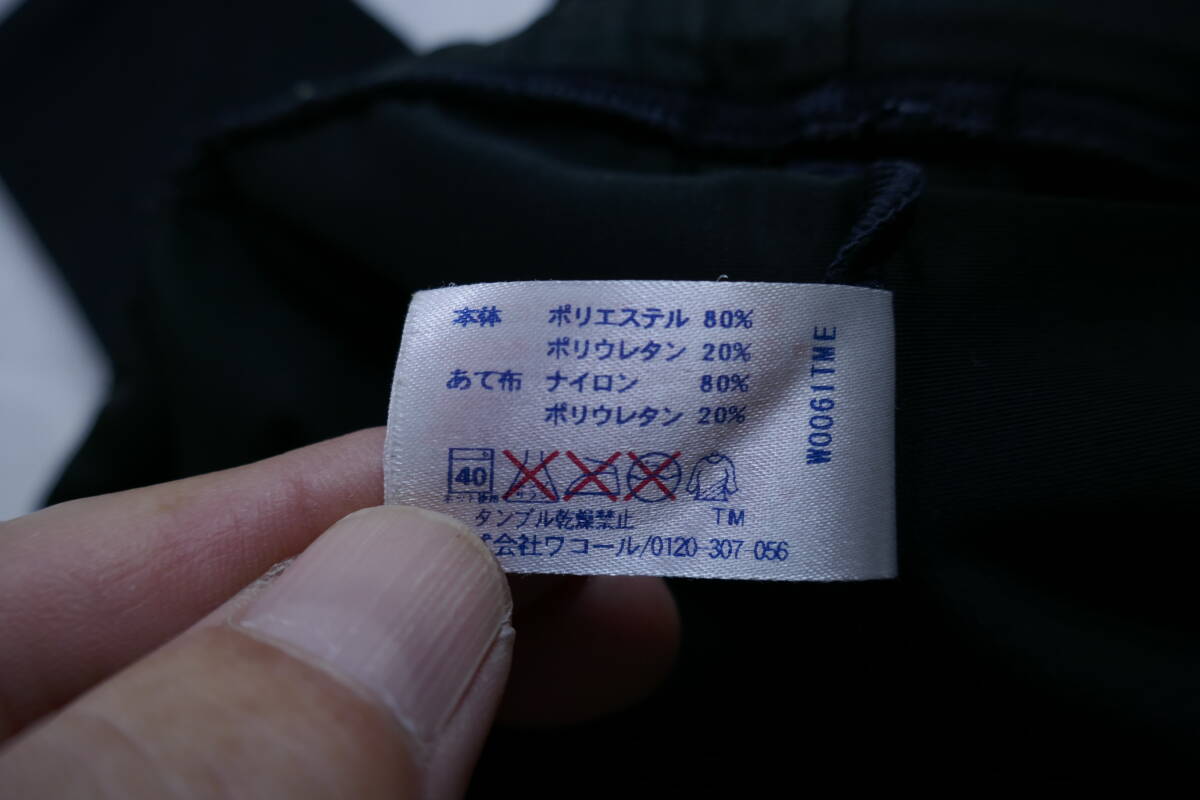 本体 ポリエステル 80%
ポリウレタン 20%
あて布 ナイロン 80%
ポリウレタン 20%
40
タンブル乾燥禁止 TM
会社ワコール/0120-307-056
W0061TME